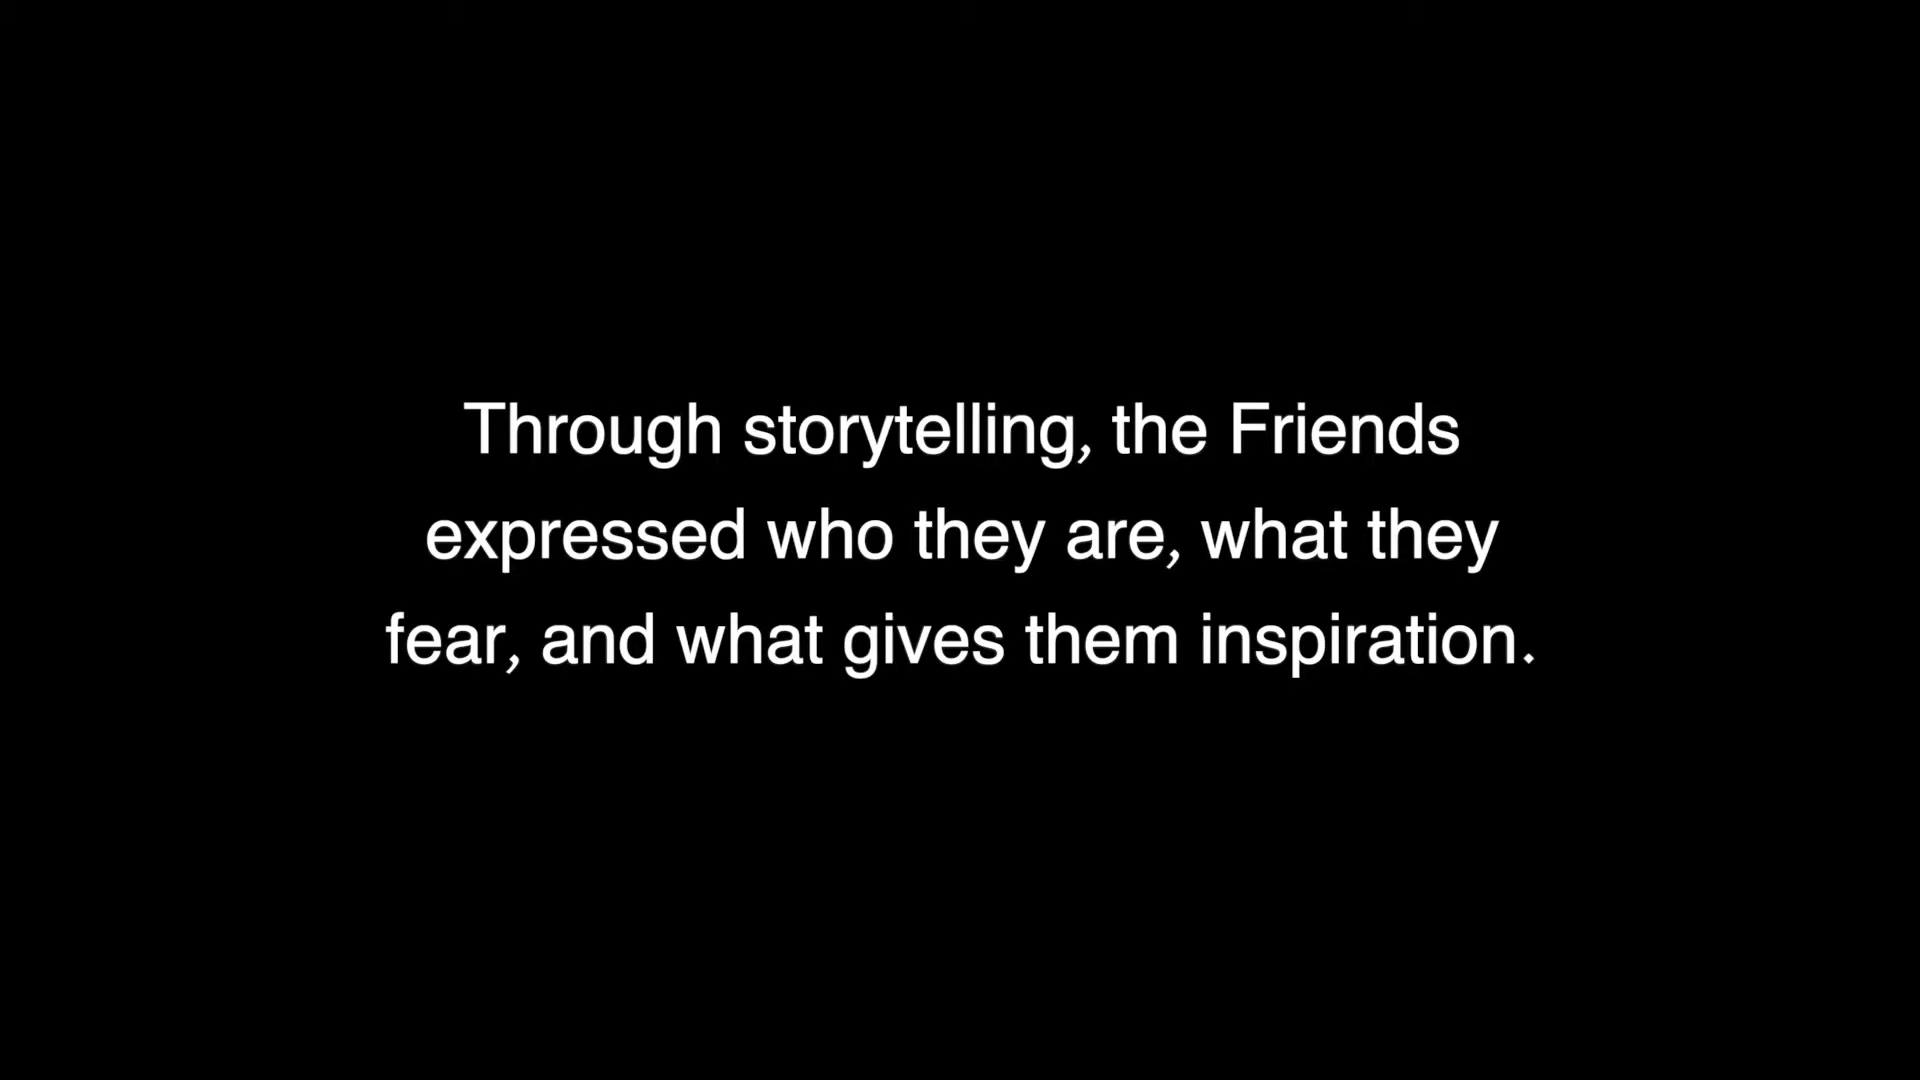 Through storytelling, the Friends
expressed who they are, what they
fear, and what gives them inspiration.